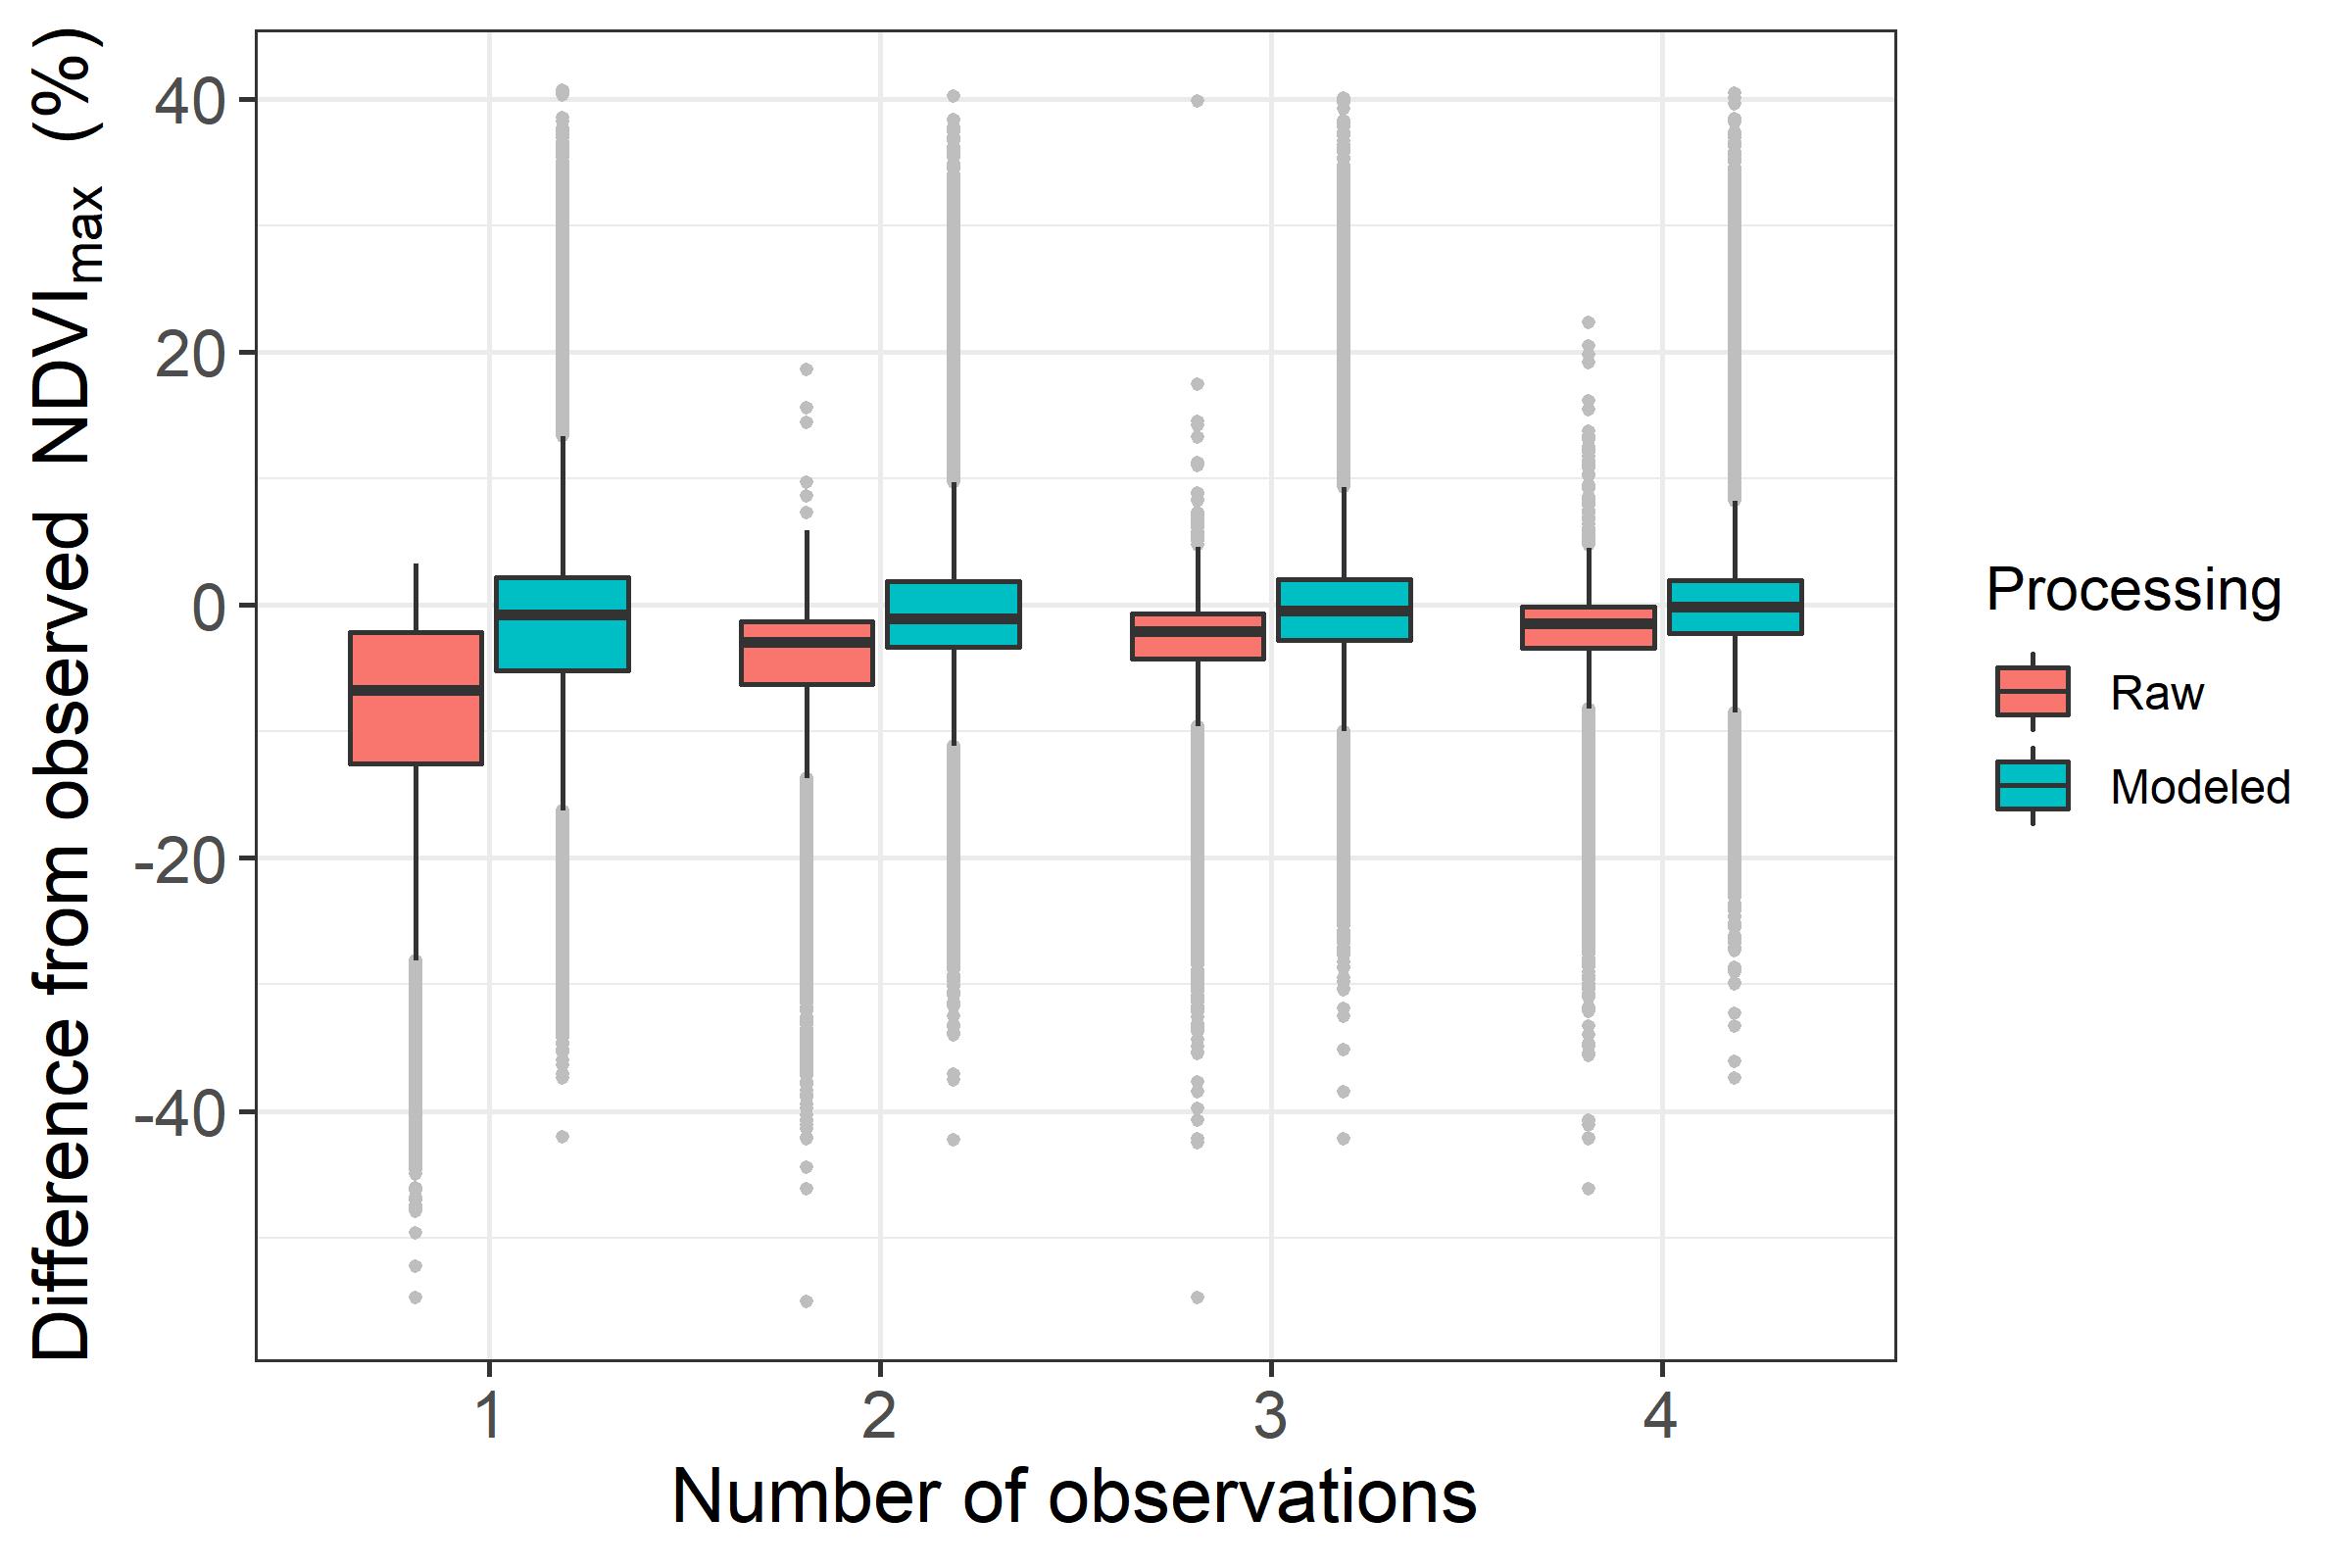 Difference from observed NDVImax (%)
40
20
0
-20
-40
1
2
3
4
Number of observations
Processing
Raw
Modeled